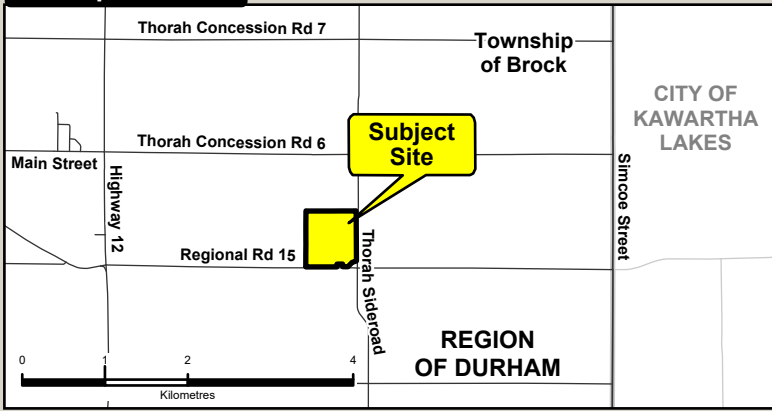 Thorah Concession Rd 7
Township
of Brock
CITY OF
KAWARTHA
LAKES
Thorah Concession Rd 6
Subject
Site
Main Street
Highway 12
Simcoe Street
Regional Rd 15
Thorah Sideroad
REGION
OF DURHAM
0 1 2 4
Kilometres